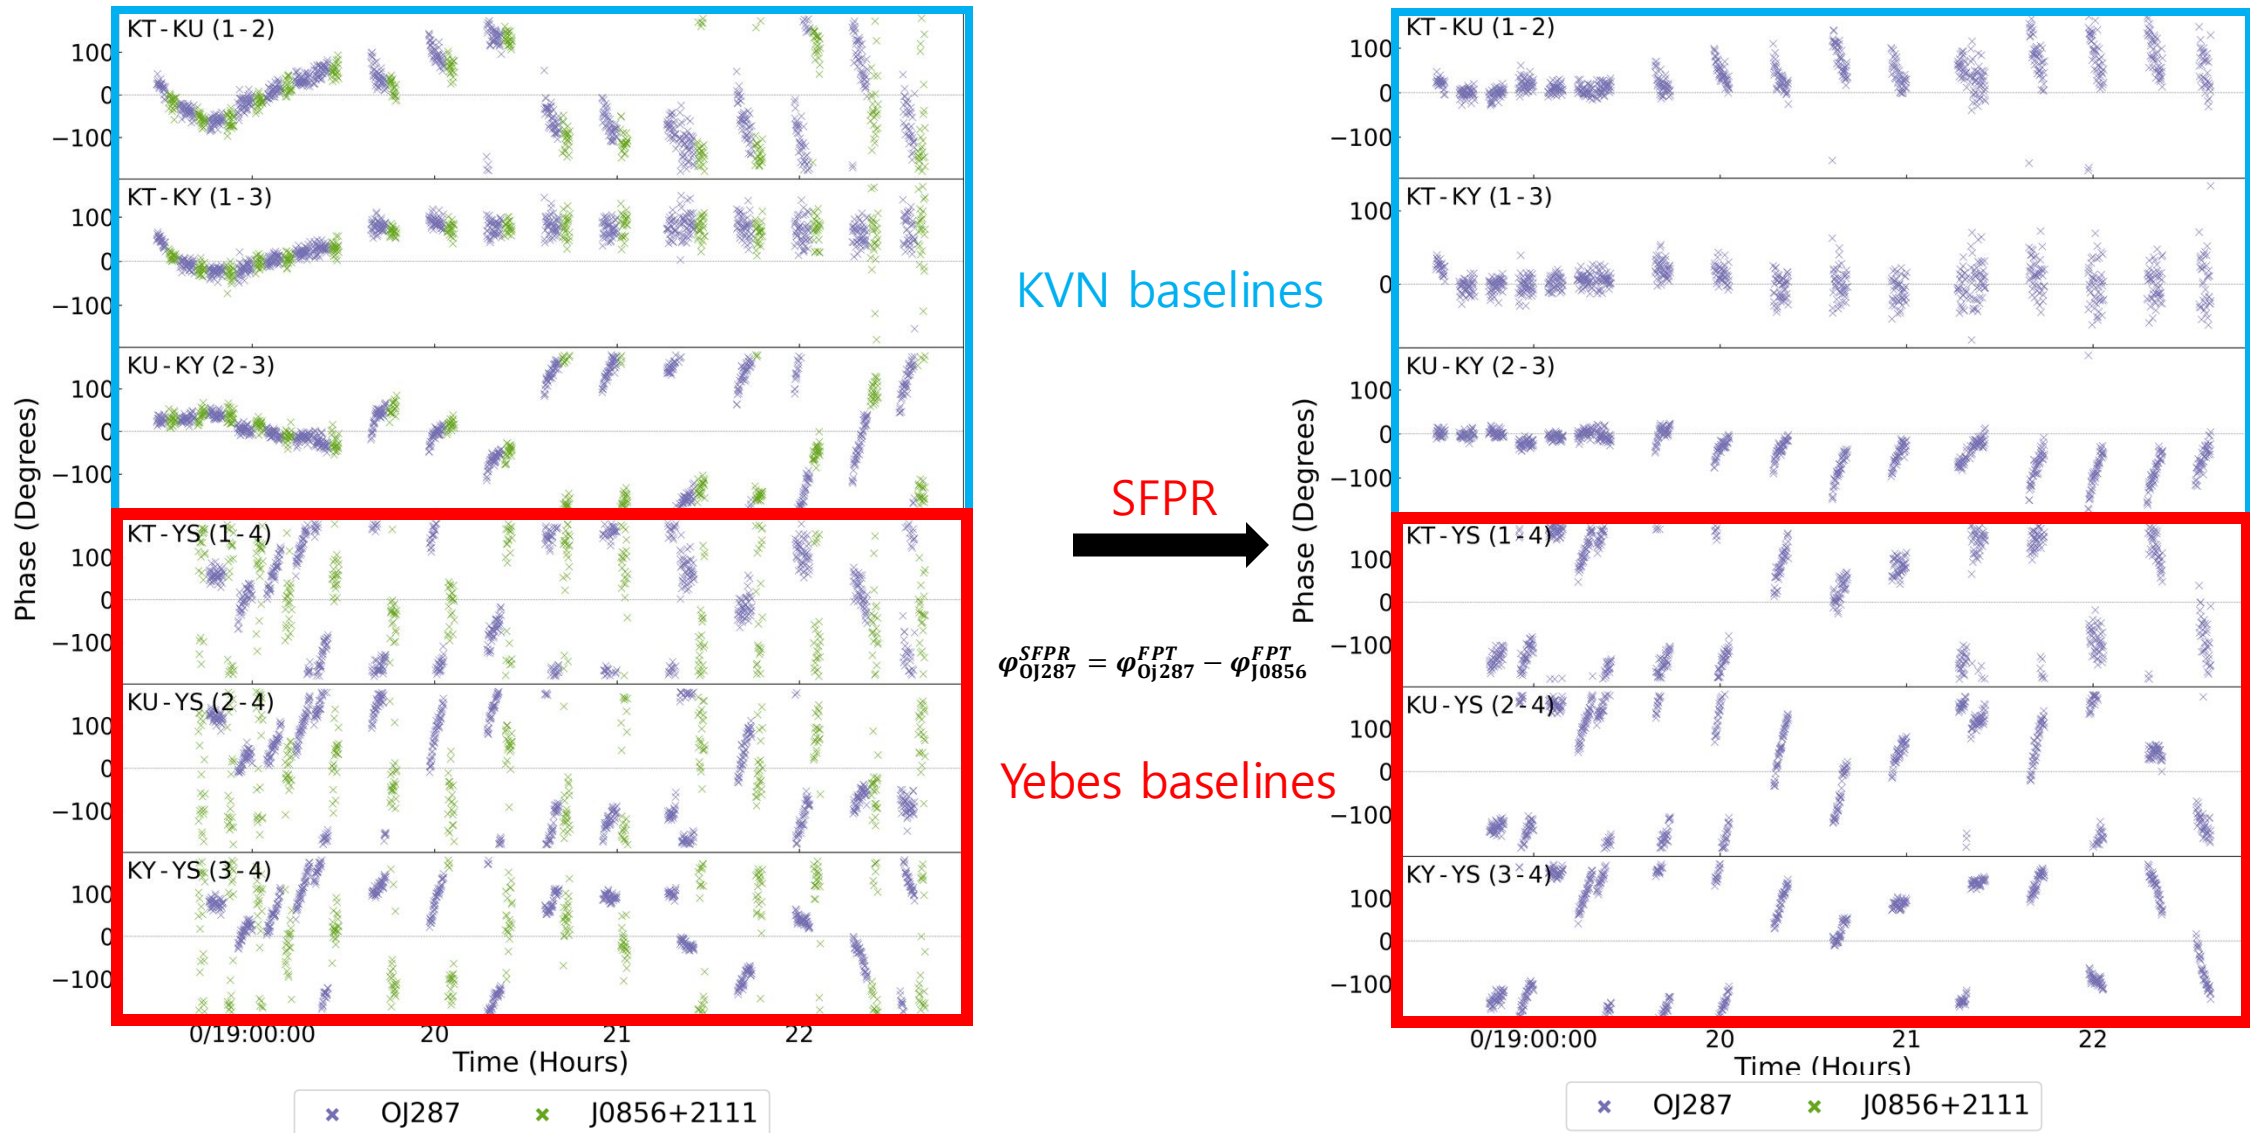 Phase (Degrees)
KT-KU (1-2)
100
0
−100
KT-KY (1-3)
100
0
−100
KU-KY (2-3)
100
0
−100
KT-YS (1-4)
100
0
−100
KU-YS (2-4)
100
0
−100
KY-YS (3-4)
100
0
−100
0/19:00:00 20 21 22
Time (Hours)
OJ287 J0856+2111
KVN baselines
SFPR
φ^SFPR_OJ287 = φ^FPT_Oj287 − φ^FPT_J0856
Yebes baselines
Phase (Degrees)
KT-KU (1-2)
100
0
−100
KT-KY (1-3)
100
0
KU-KY (2-3)
100
0
−100
KT-YS (1-4)
100
0
−100
KU-YS (2-4)
100
0
−100
KY-YS (3-4)
100
0
−100
0/19:00:00 20 21 22
Time (Hours)
OJ287 J0856+2111